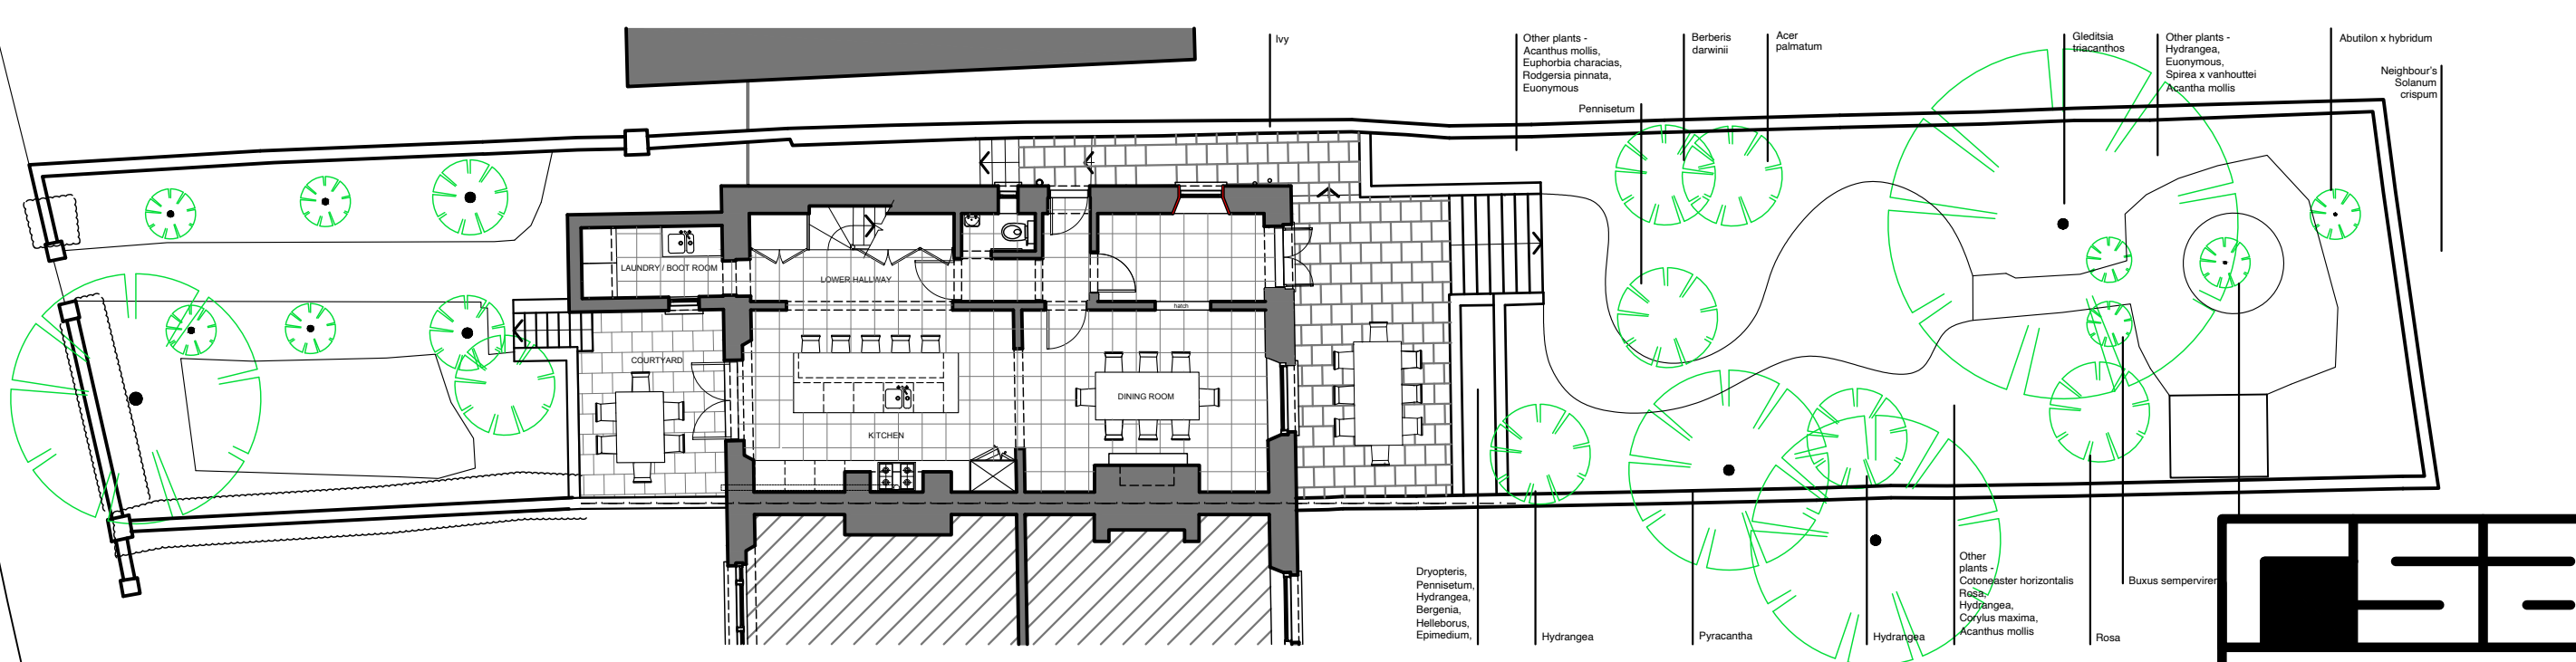 Ivy
Other plants -
Acanthus mollis,
Euphorbia characias,
Rodgersia pinnata,
Euonymous
Pennisetum
Berberis
darwinii
Acer
palmatum
Gleditsia
triacanthos
Other plants -
Hydrangea,
Euonymous,
Spirea x vanhouttei
Acantha mollis
Abutilon x hybridum
Neighbour's
Solanum
crispum
LAUNDRY / BOOT ROOM
LOWER HALLWAY
hatch
COURTYARD
DINING ROOM
KITCHEN
Dryopteris,
Pennisetum,
Hydrangea,
Bergenia,
Helleborus,
Epimedium,
Hydrangea
Pyracantha
Hydrangea
Other
plants -
Cotoneaster horizontalis
Rosa,
Hydrangea,
Corylus maxima,
Acanthus mollis
Rosa
Buxus sempervirer